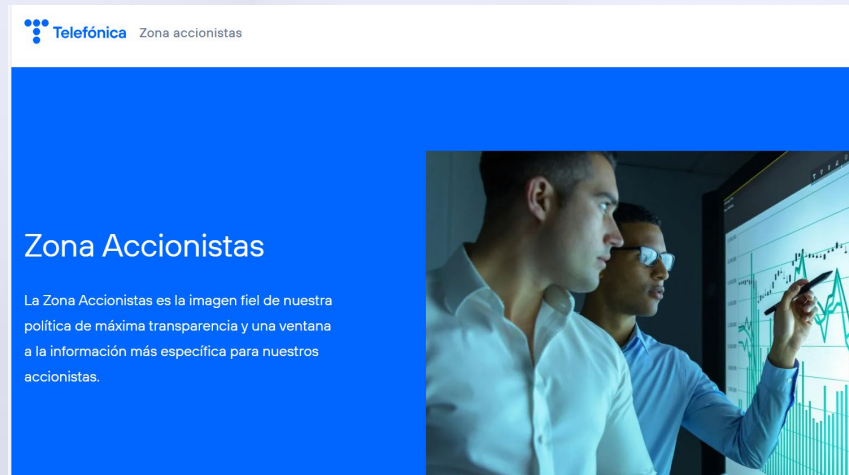 Telefónica Zona accionistas
Zona Accionistas
La Zona Accionistas es la imagen fiel de nuestra
política de máxima transparencia y una ventana
a la información más específica para nuestros
accionistas.